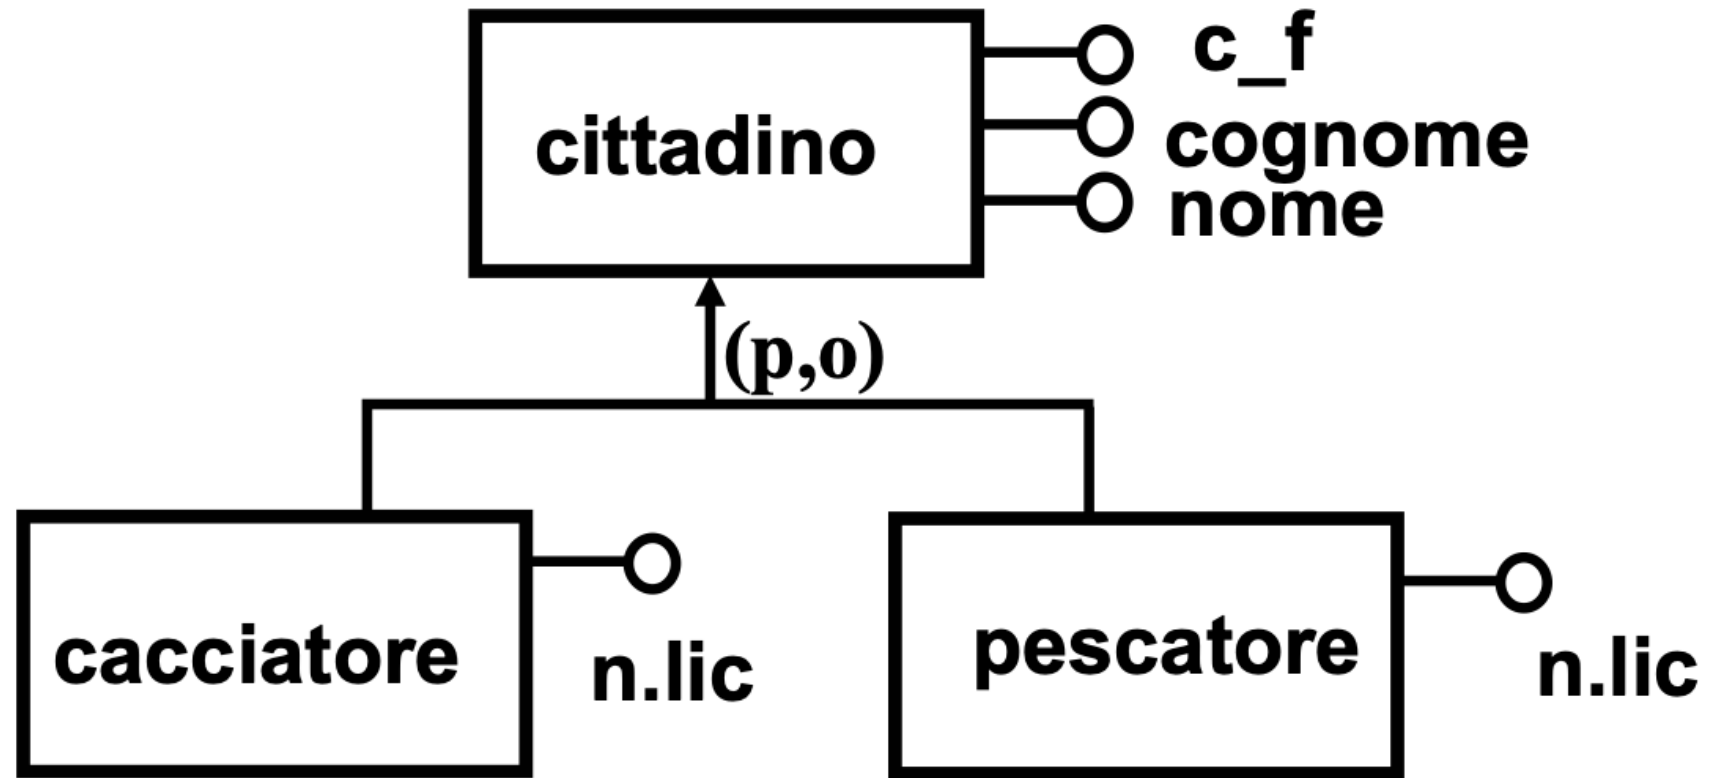 c_f
cittadino
cognome
nome
(p,o)
cacciatore
n.lic
pescatore
n.lic